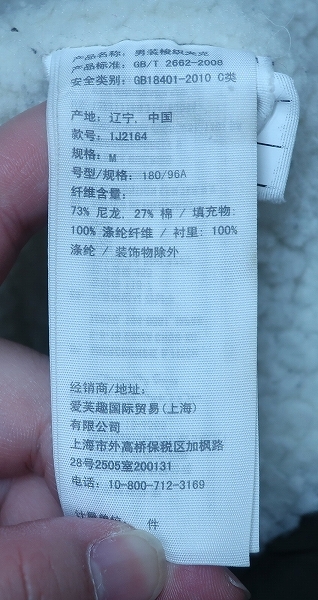 产品名称: 男装梭织夹克
产品标准: GB/T 2662-2008
安全类别: GB18401-2010 C类
产地: 辽宁, 中国
款号: 1J2164
规格: M
号型/规格: 180/96A
纤维含量:
73% 尼龙, 27% 棉 / 填充物:
100% 涤纶纤维 / 衬里: 100%
涤纶 / 装饰物除外
经销商/地址:
爱芙趣国际贸易(上海)
有限公司
上海市外高桥保税区加枫路
28号2505室200131
电话: 10-800-712-3169
计量单位: 件